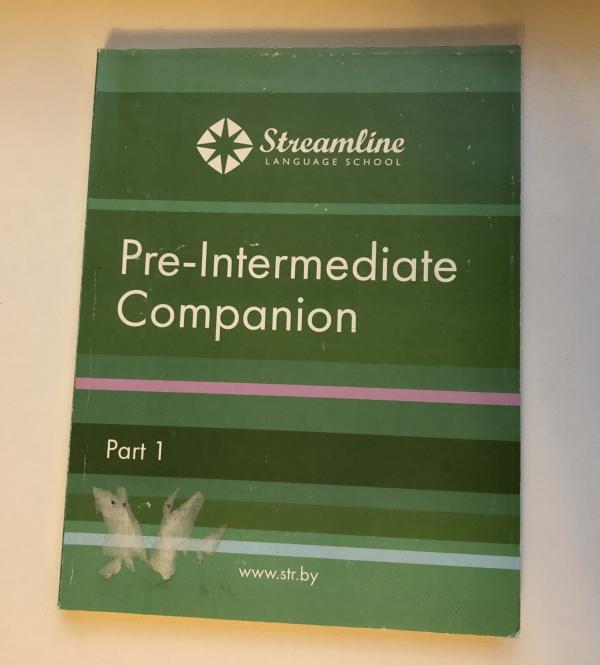 Streamline
LANGUAGE SCHOOL
Pre-Intermediate
Companion
Part 1
www.str.by